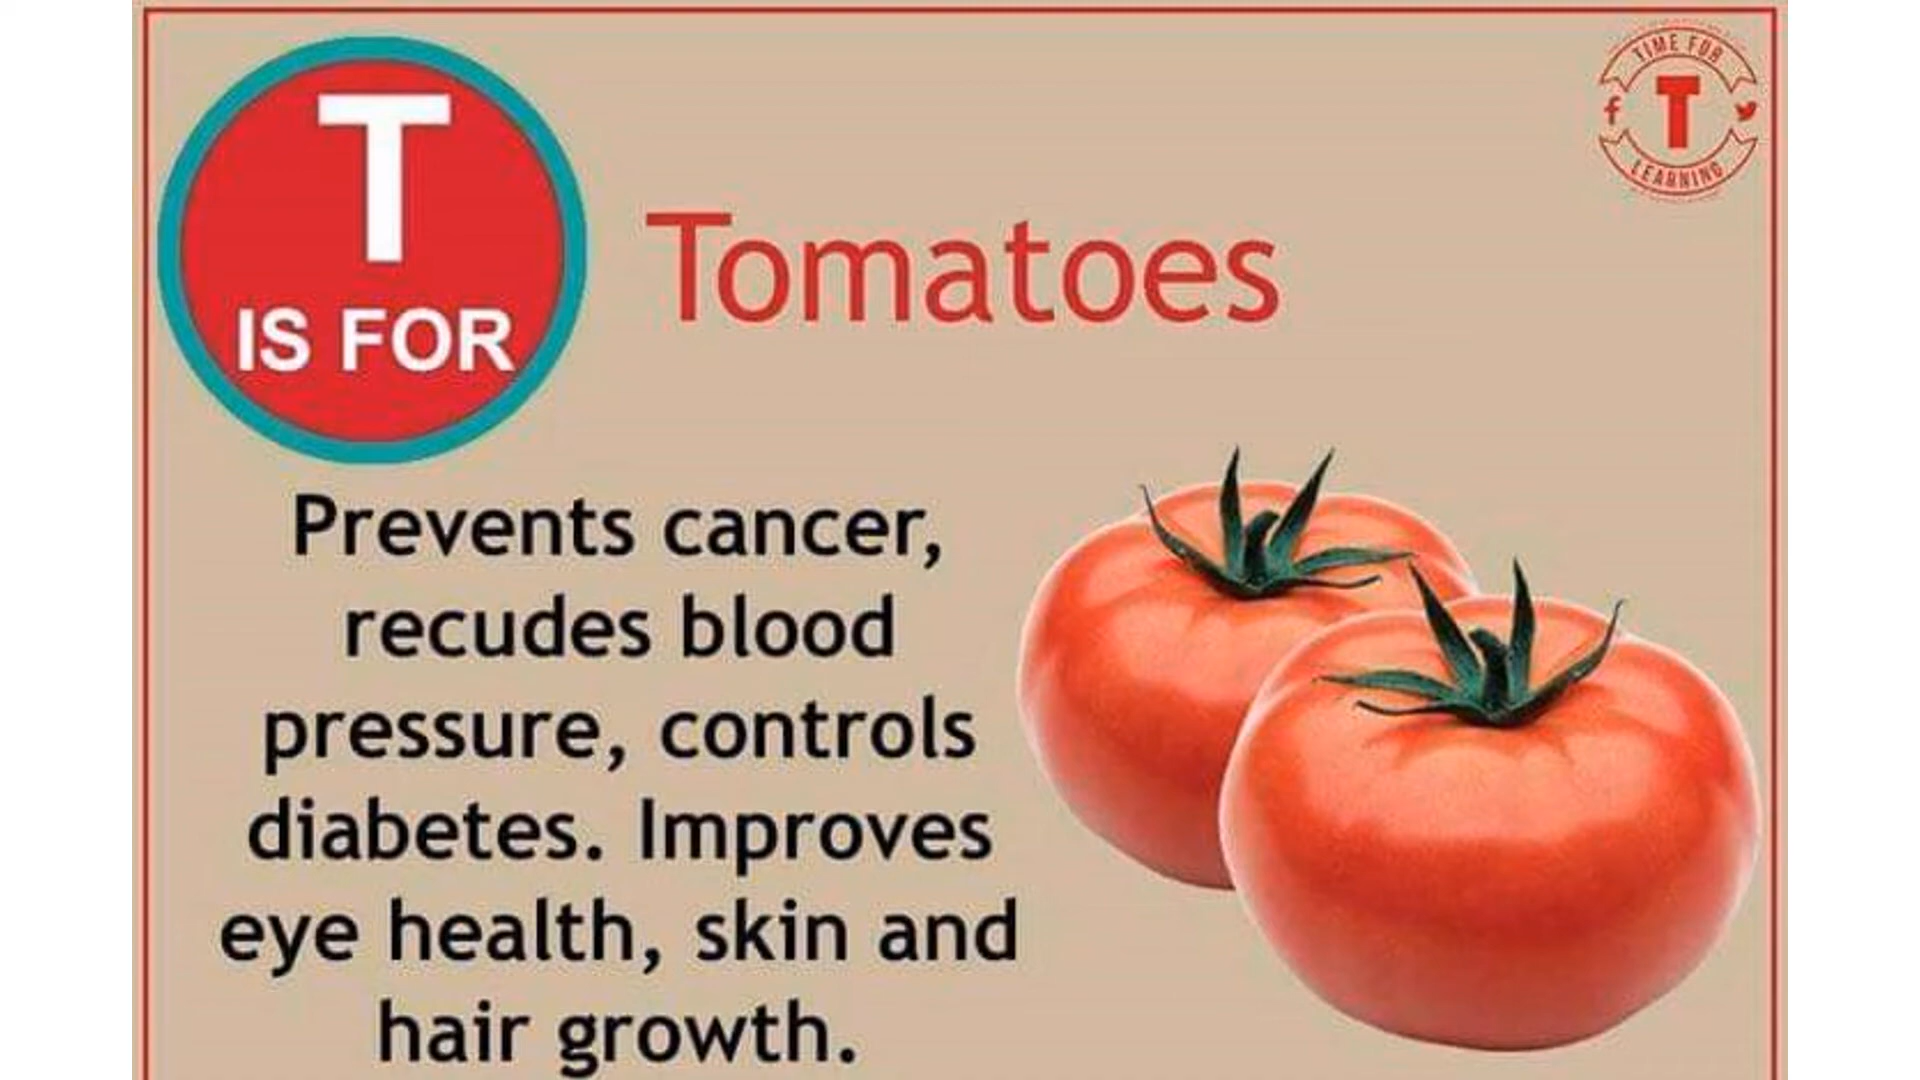 T
IS FOR
Tomatoes
TIME FOR
T
LEARNING
Prevents cancer,
recudes blood
pressure, controls
diabetes. Improves
eye health, skin and
hair growth.